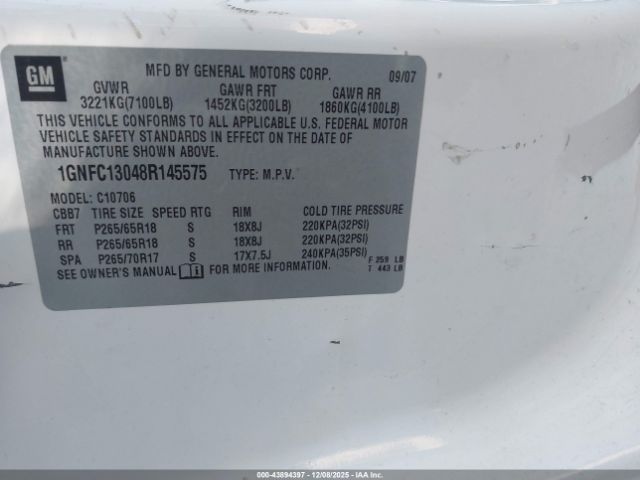 GM
MFD BY GENERAL MOTORS CORP. 09/07
GVWR GAWR FRT GAWR RR
3221KG(7100LB) 1452KG(3200LB) 1860KG(4100LB)
THIS VEHICLE CONFORMS TO ALL APPLICABLE U.S. FEDERAL MOTOR
VEHICLE SAFETY STANDARDS IN EFFECT ON THE DATE OF
MANUFACTURE SHOWN ABOVE.
1GNFC13048R145575 TYPE: M.P.V.
MODEL: C10706
CBB7 TIRE SIZE SPEED RTG RIM COLD TIRE PRESSURE
FRT P265/65R18 S 18X8J 220KPA(32PSI)
RR P265/65R18 S 18X8J 220KPA(32PSI)
SPA P265/70R17 S 17X7.5J 240KPA(35PSI)
SEE OWNER'S MANUAL FOR MORE INFORMATION.
F 259 LB
T 443 LB
000-43894397 • 12/08/2025 • IAA Inc.